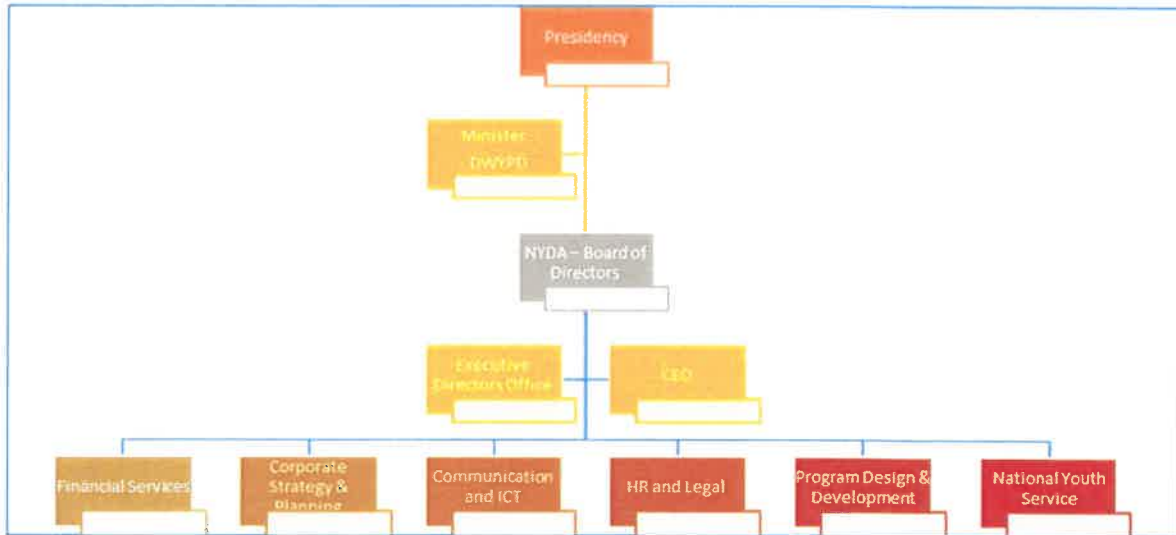 Presidency
Minister
DWYPD
NYDA – Board of
Directors
Executive
Directors Office
CEO
Financial Services
Corporate
Strategy &
Planning
Communication
and ICT
HR and Legal
Program Design &
Development
National Youth
Service